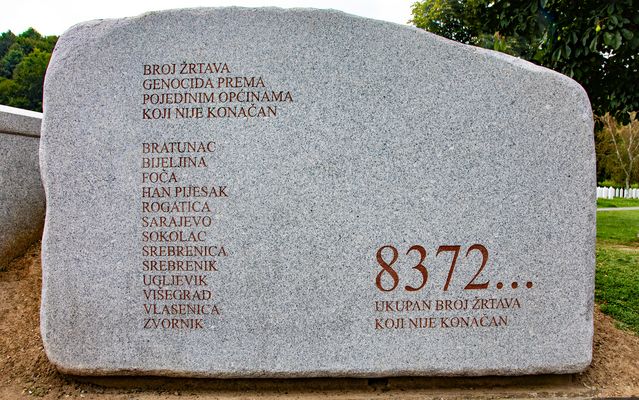 BROJ ŽRTAVA
GENOCIDA PREMA
POJEDINIM OPĆINAMA
KOJI NIJE KONAČAN
BRATUNAC
BIJELJINA
FOČA
HAN PIJESAK
ROGATICA
SARAJEVO
SOKOLAC
SREBRENICA
SREBRENIK
UGLJEVIK
VIŠEGRAD
VLASENICA
ZVORNIK
8372...
UKUPAN BROJ ŽRTAVA
KOJI NIJE KONAČAN